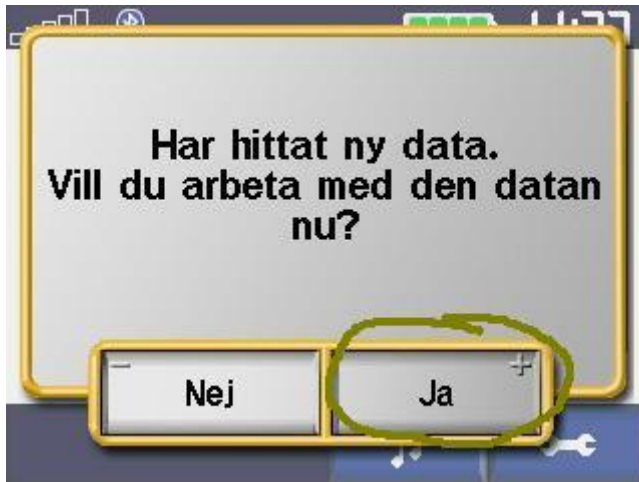 Har hittat ny data.
Vill du arbeta med den datan
nu?
Nej
Ja